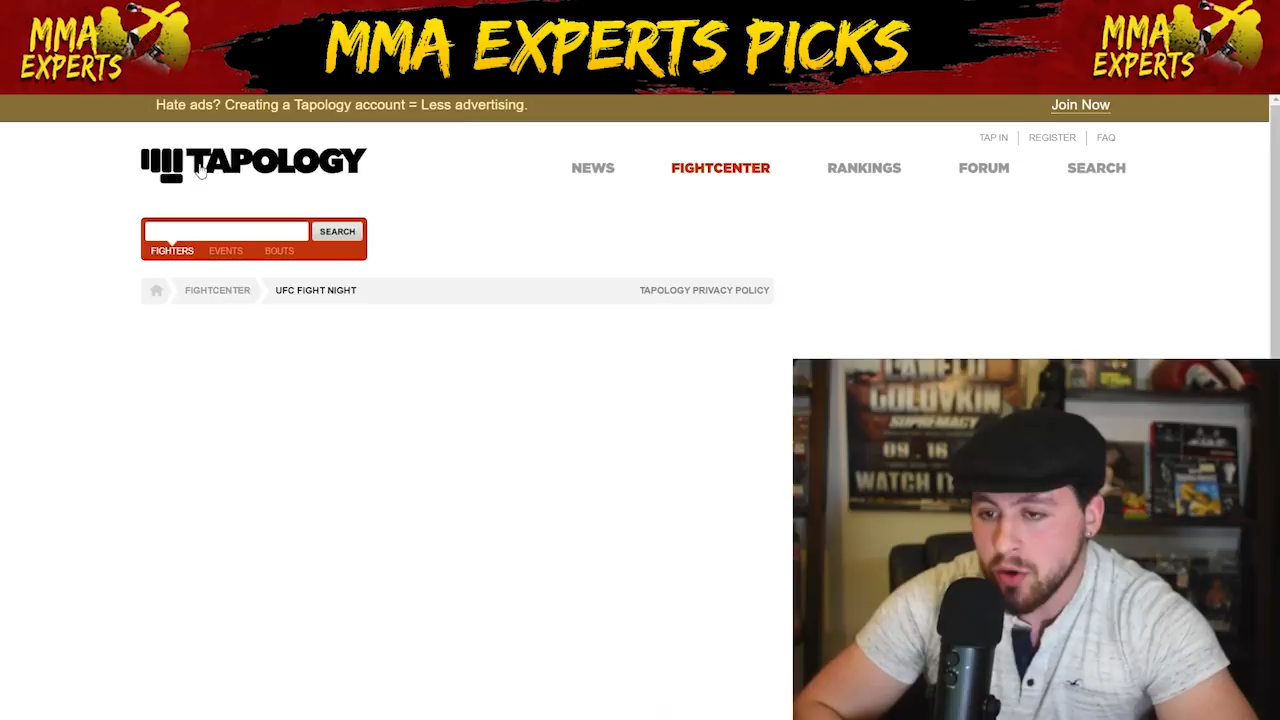 MMA
EXPERTS
MMA EXPERTS PICKS
MMA
EXPERTS
Hate ads? Creating a Tapology account = Less advertising.
Join Now
TAP IN
REGISTER
FAQ
TAPOLOGY
NEWS
FIGHTCENTER
RANKINGS
FORUM
SEARCH
SEARCH
FIGHTERS
EVENTS
BOUTS
FIGHTCENTER
UFC FIGHT NIGHT
TAPOLOGY PRIVACY POLICY
CANELO
GOLOVKIN
SUPREMACY
09.16
WATCH IT